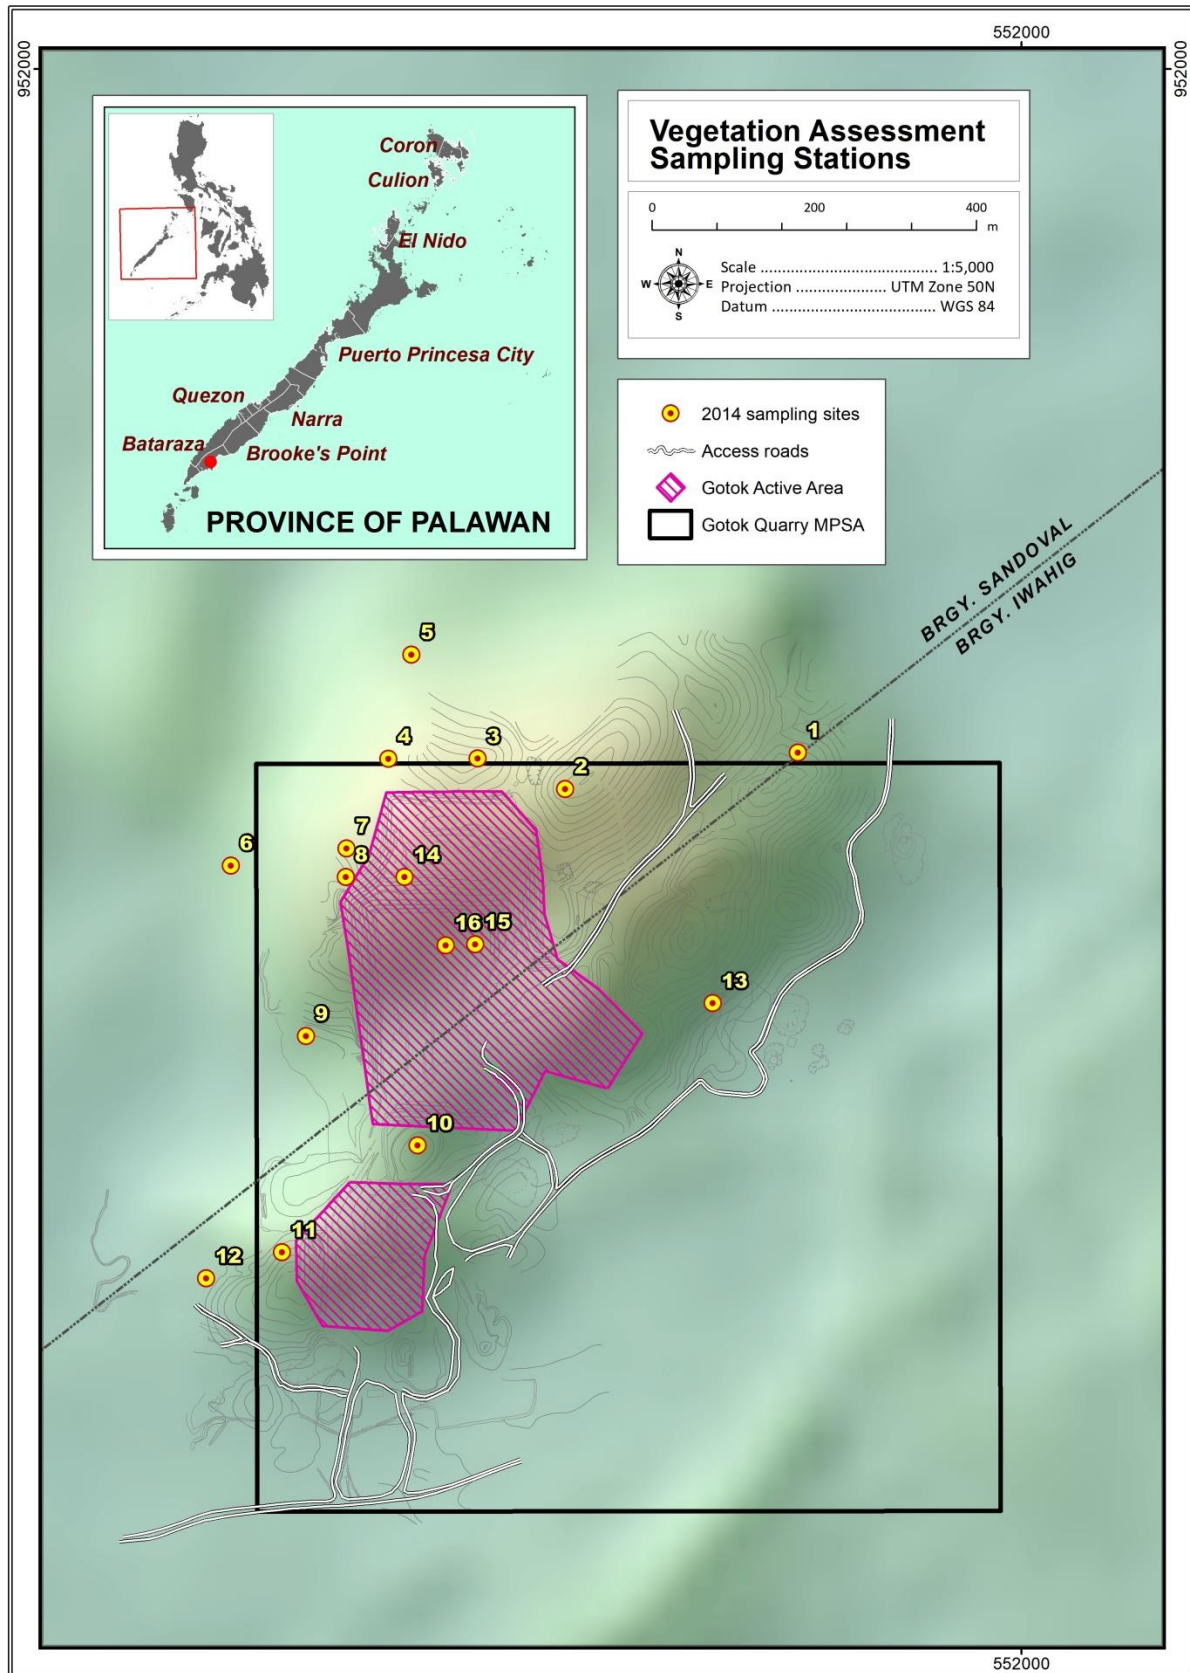 552000
952000
952000
Coron
Culion
El Nido
Puerto Princesa City
Quezon
Narra
Bataraza
Brooke's Point
PROVINCE OF PALAWAN
Vegetation Assessment
Sampling Stations
0 200 400
m
N
W E
S
Scale ........................................ 1:5,000
Projection .................... UTM Zone 50N
Datum ..................................... WGS 84
2014 sampling sites
Access roads
Gotok Active Area
Gotok Quarry MPSA
BRGY. SANDOVAL
BRGY. IWAHIG
5
1
4
3
2
7
6
8
14
16
15
13
9
10
11
12
552000